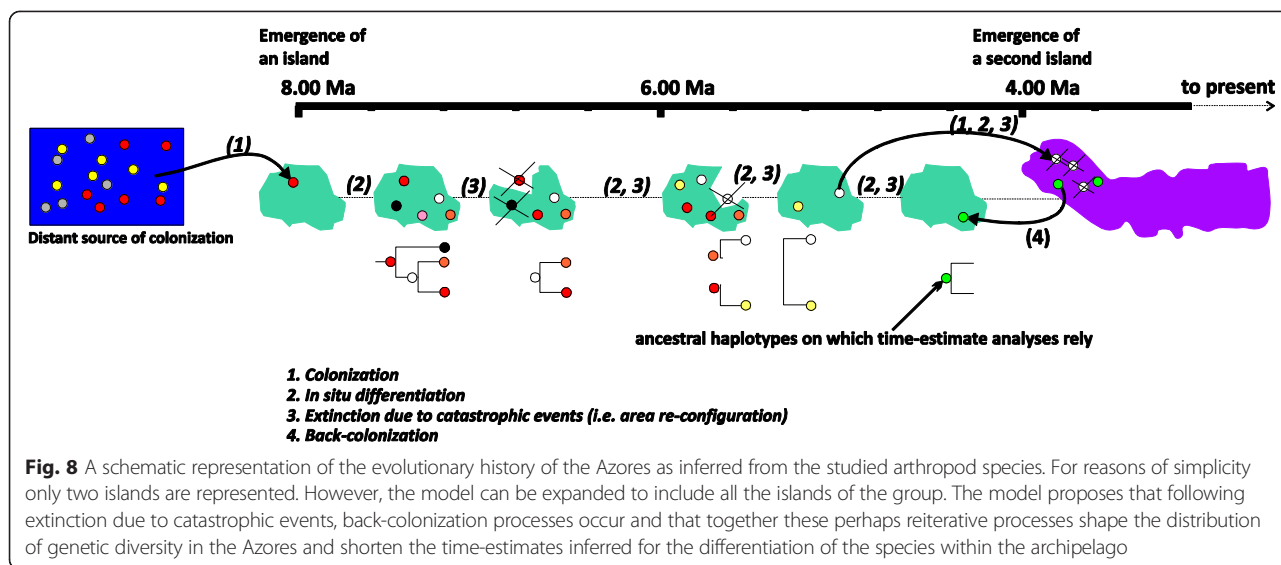 Emergence of
an island
Emergence of
a second island
8.00 Ma
6.00 Ma
4.00 Ma
to present
(1)
(2)
(3)
(2, 3)
(2, 3)
(2, 3)
(1, 2, 3)
(4)
Distant source of colonization
ancestral haplotypes on which time-estimate analyses rely
1. Colonization
2. In situ differentiation
3. Extinction due to catastrophic events (i.e. area re-configuration)
4. Back-colonization
Fig. 8 A schematic representation of the evolutionary history of the Azores as inferred from the studied arthropod species. For reasons of simplicity
only two islands are represented. However, the model can be expanded to include all the islands of the group. The model proposes that following
extinction due to catastrophic events, back-colonization processes occur and that together these perhaps reiterative processes shape the distribution
of genetic diversity in the Azores and shorten the time-estimates inferred for the differentiation of the species within the archipelago